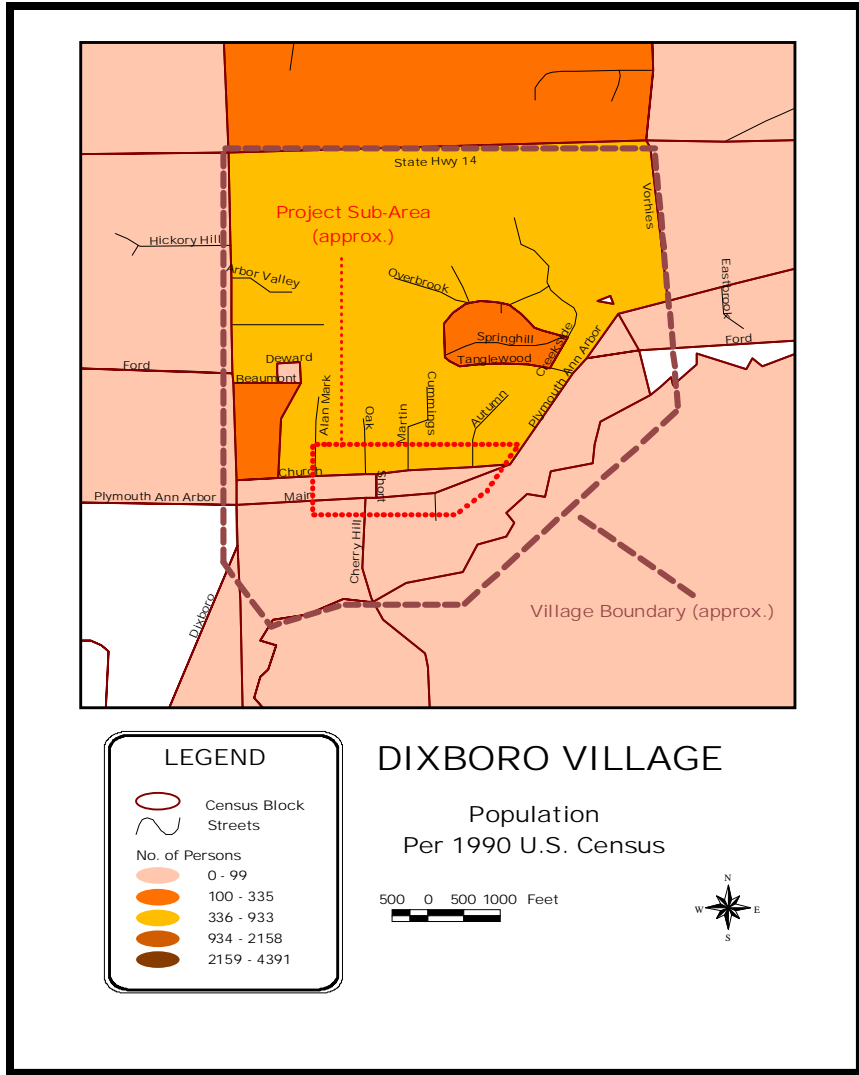 State Hwy 14
Project Sub-Area
(approx.)
Vorhies
Hickory Hill
Arbor Valley
Overbrook
Eastbrook
Springhill
Ford
Creekside
Plymouth Ann Arbor
Deward
Tanglewood
Ford
Beaumont
Alan Mark
Oak
Martin
Cummings
Autumn
Church
Short
Plymouth Ann Arbor
Main
Cherry Hill
Dixboro
Village Boundary (approx.)
LEGEND
Census Block
Streets
No. of Persons
0 - 99
100 - 335
336 - 933
934 - 2158
2159 - 4391
DIXBORO VILLAGE
Population
Per 1990 U.S. Census
500 0 500 1000 Feet
N
W E
S